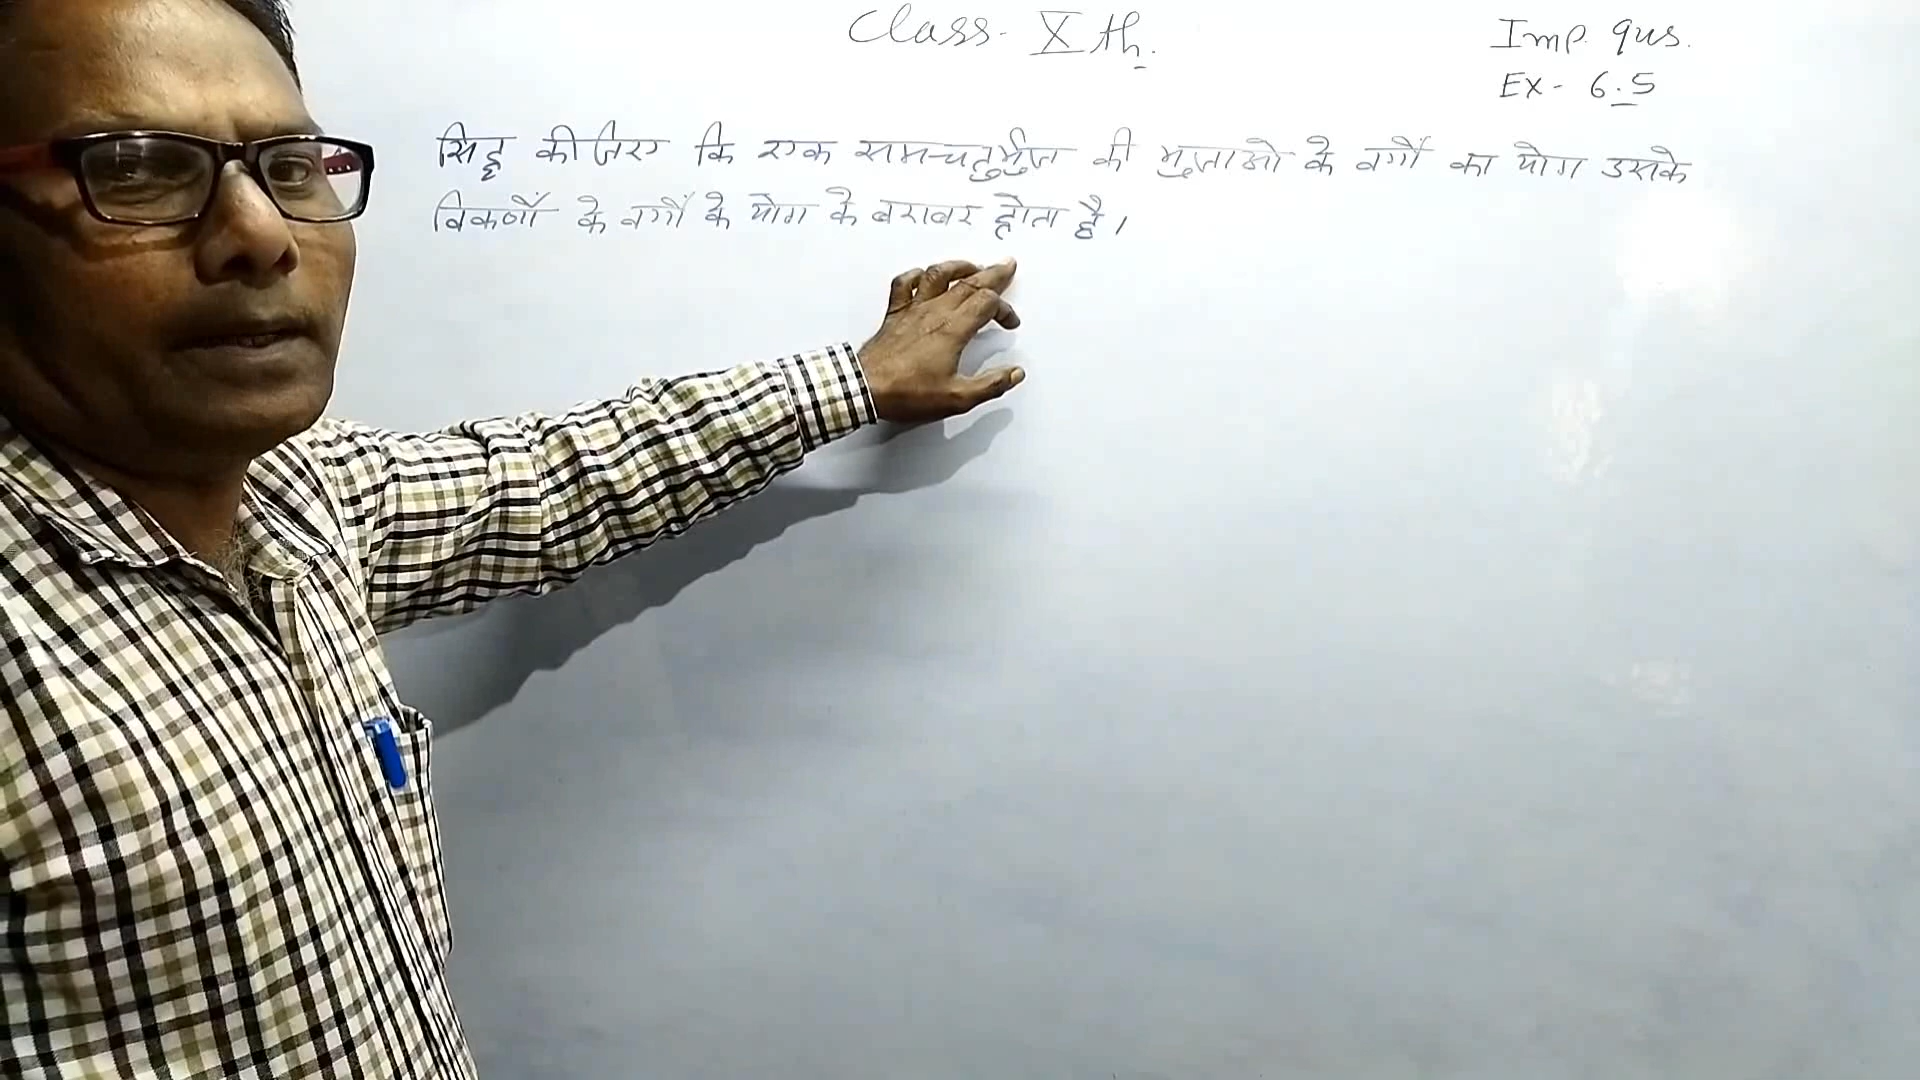 Class. Xth.
Imp. qus.
Ex- 6.5
सिद्ध कीजिए कि एक समचतुर्भुज की भुजाओ के वर्गों का योग उसके
विकर्णों के वर्गों के योग के बराबर होता है।